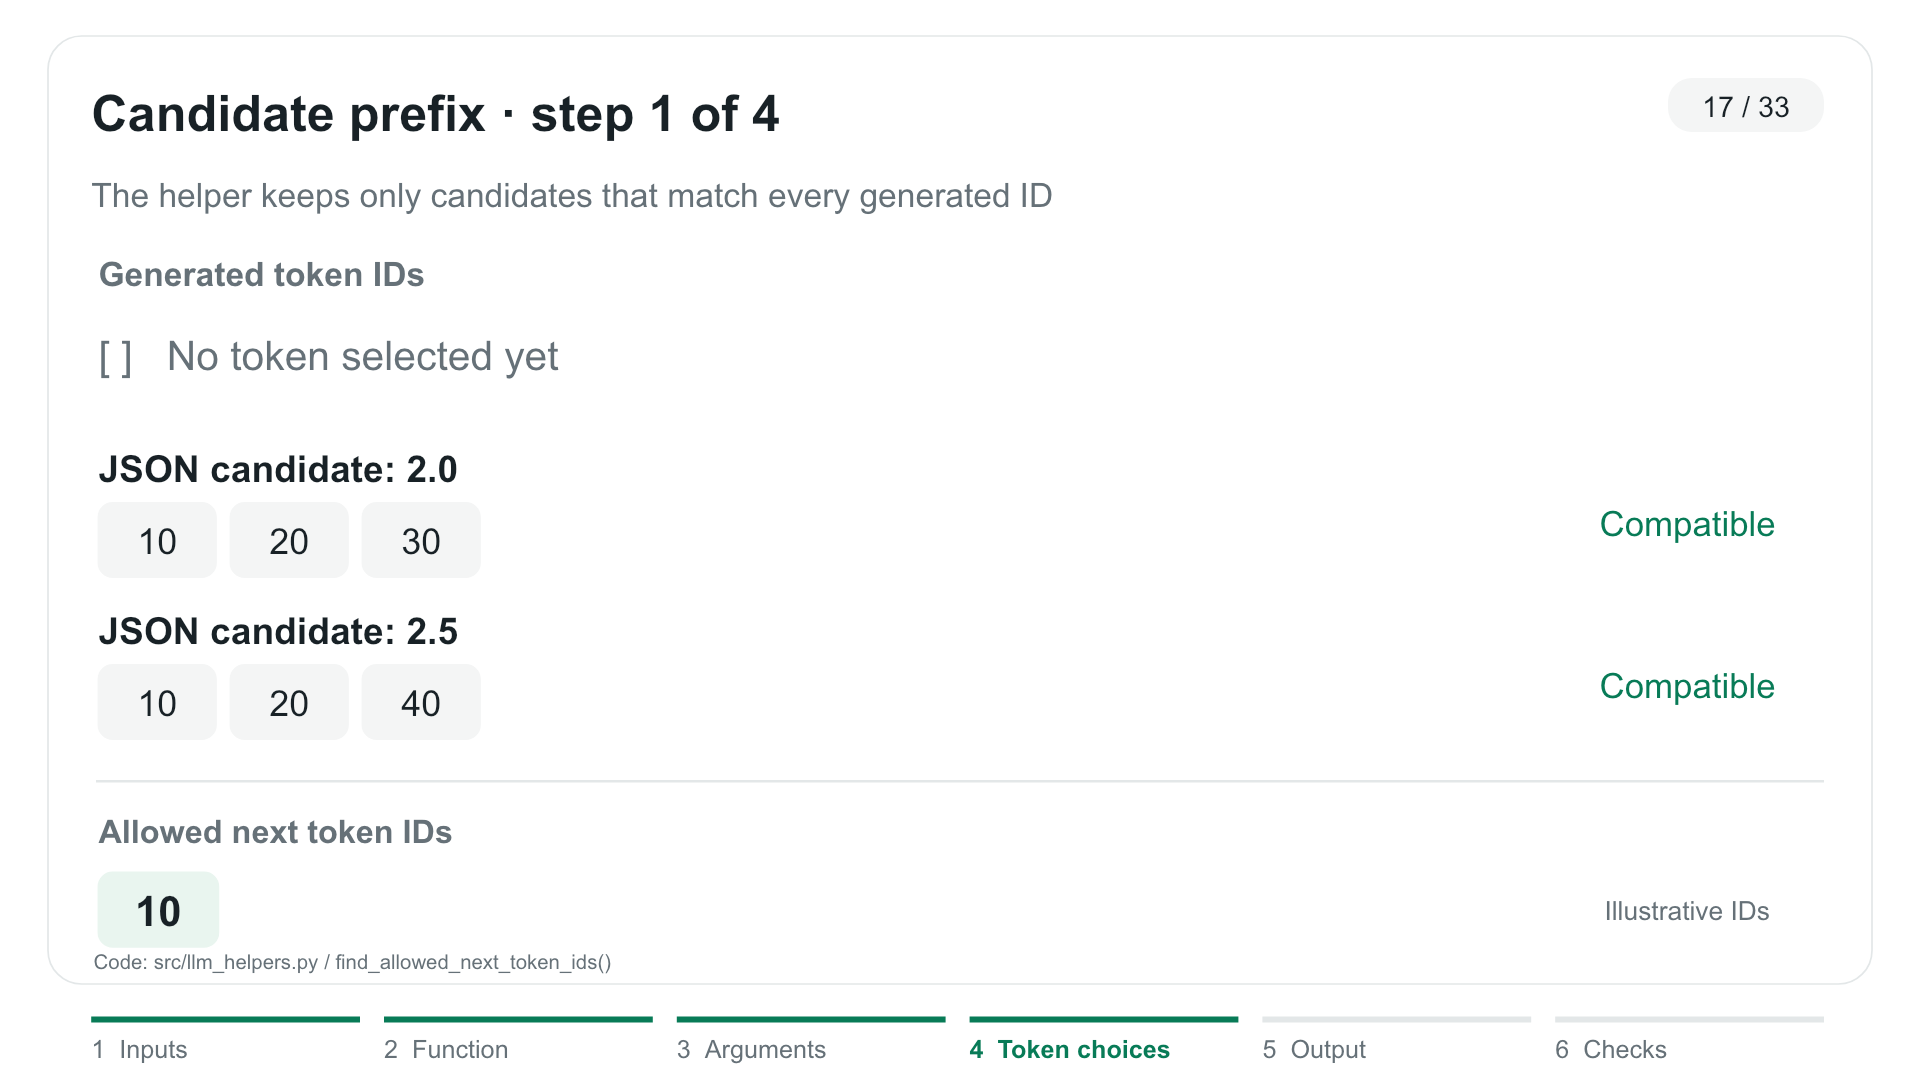 Candidate prefix · step 1 of 4
17 / 33
The helper keeps only candidates that match every generated ID
Generated token IDs
[ ] No token selected yet
JSON candidate: 2.0
10 20 30
Compatible
JSON candidate: 2.5
10 20 40
Compatible
Allowed next token IDs
10
Illustrative IDs
Code: src/llm_helpers.py / find_allowed_next_token_ids()
1 Inputs
2 Function
3 Arguments
4 Token choices
5 Output
6 Checks